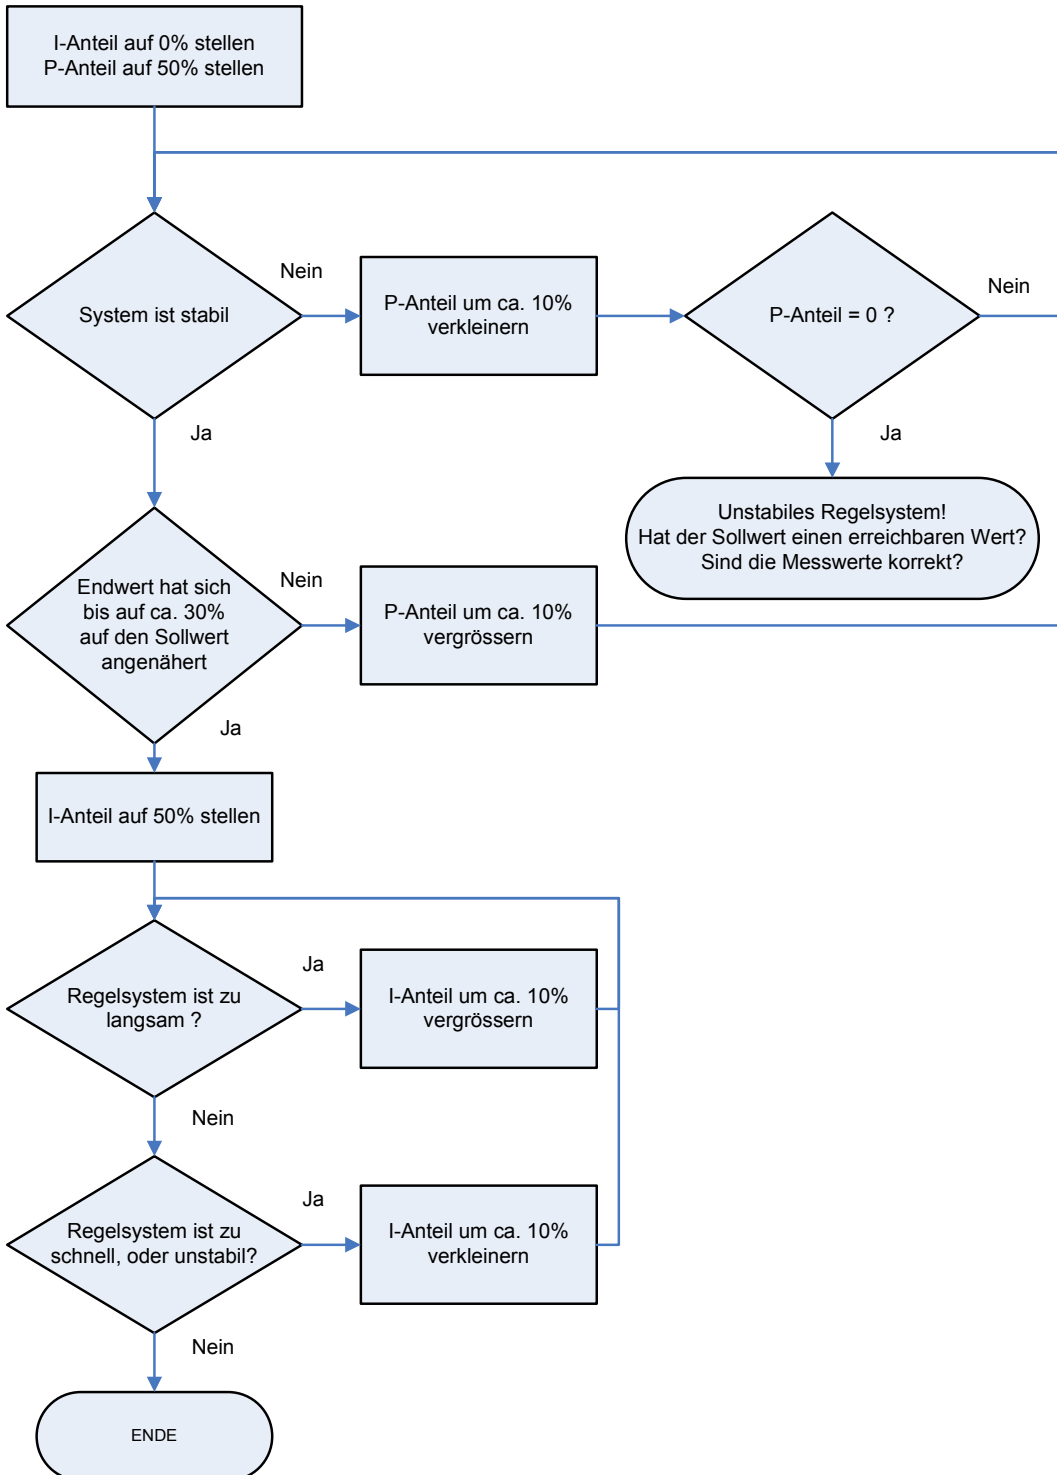 I-Anteil auf 0% stellen
P-Anteil auf 50% stellen
System ist stabil
Nein
P-Anteil um ca. 10%
verkleinern
P-Anteil = 0 ?
Nein
Ja
Ja
Unstabiles Regelsystem!
Hat der Sollwert einen erreichbaren Wert?
Sind die Messwerte korrekt?
Endwert hat sich
bis auf ca. 30%
auf den Sollwert
angenähert
Nein
P-Anteil um ca. 10%
vergrössern
Ja
I-Anteil auf 50% stellen
Regelsystem ist zu
langsam ?
Ja
I-Anteil um ca. 10%
vergrössern
Nein
Regelsystem ist zu
schnell, oder unstabil?
Ja
I-Anteil um ca. 10%
verkleinern
Nein
ENDE